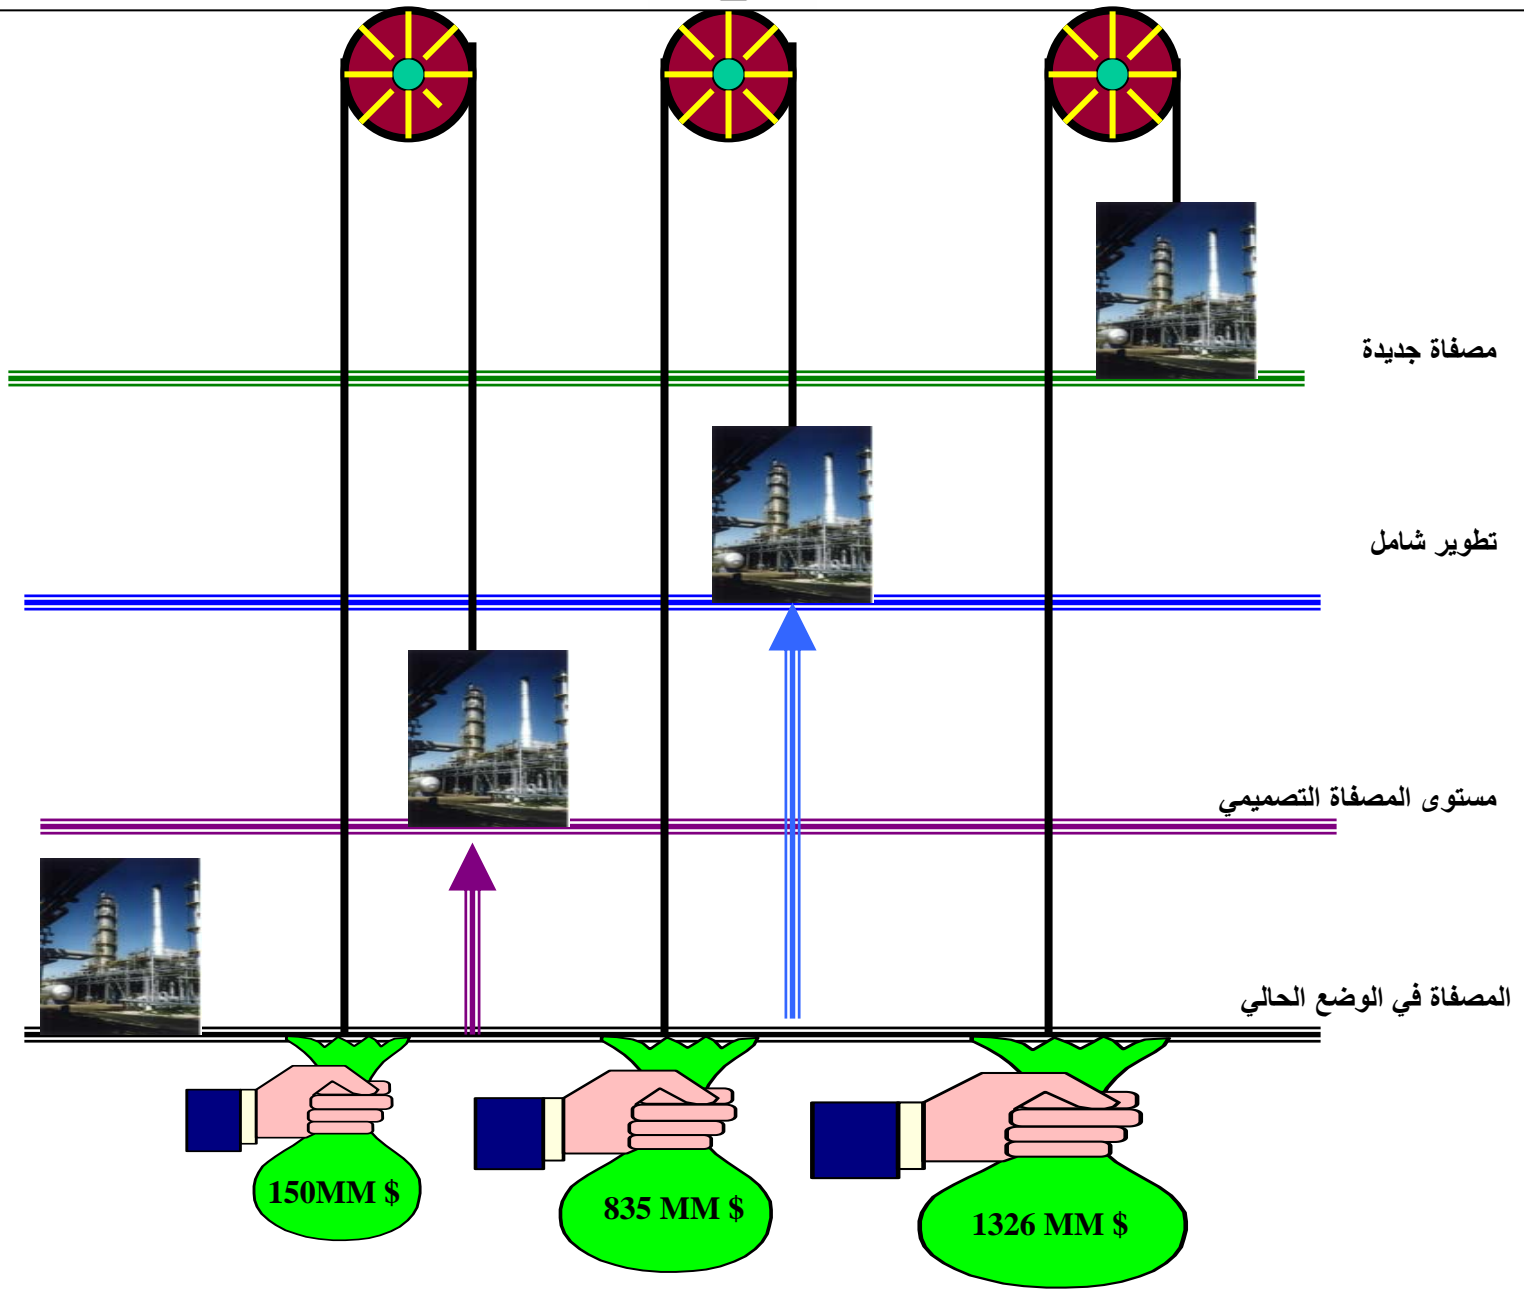 مصفاة جديدة
تطوير شامل
مستوى المصفاة التصميمي
المصفاة في الوضع الحالي
150MM $
835 MM $
1326 MM $